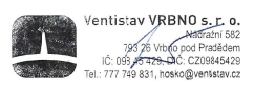 Ventistav VRBNO s. r. o.
Nádražní 582
793 26 Vrbno pod Pradědem
IČ: 098 45 429, DIČ: CZ09845429
Tel.: 777 749 831, hosko@ventistav.cz